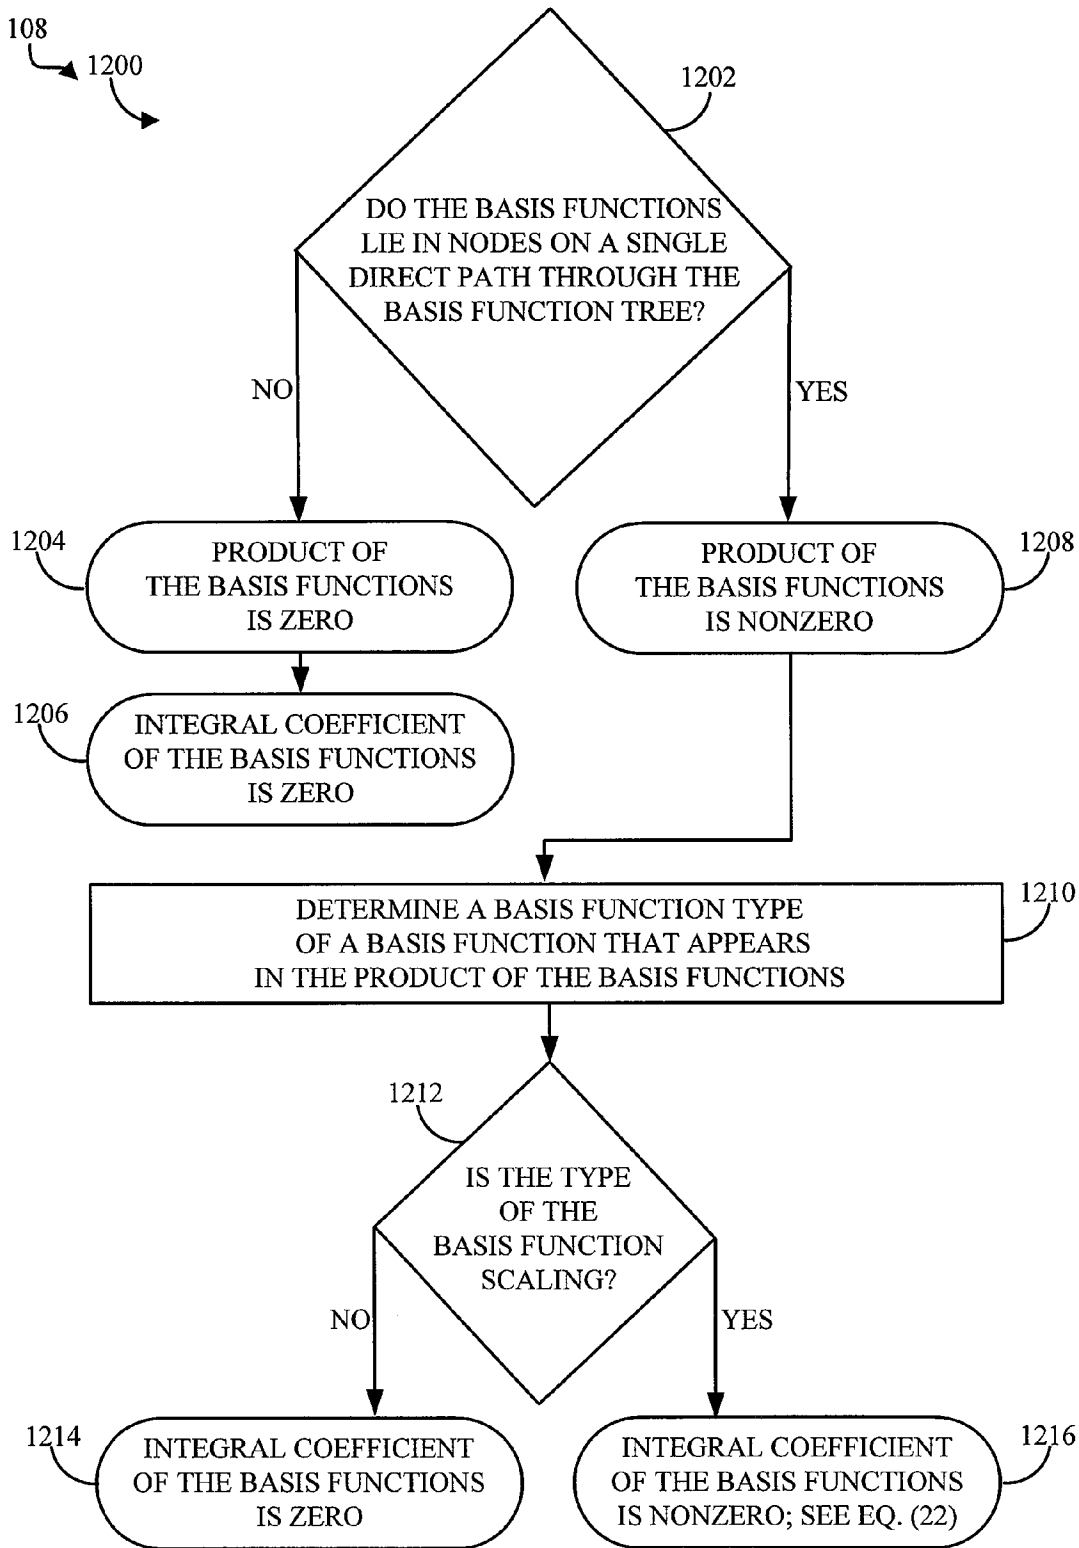 108
1200
1202
DO THE BASIS FUNCTIONS
LIE IN NODES ON A SINGLE
DIRECT PATH THROUGH THE
BASIS FUNCTION TREE?
NO
YES
1204
PRODUCT OF
THE BASIS FUNCTIONS
IS ZERO
1208
PRODUCT OF
THE BASIS FUNCTIONS
IS NONZERO
1206
INTEGRAL COEFFICIENT
OF THE BASIS FUNCTIONS
IS ZERO
1210
DETERMINE A BASIS FUNCTION TYPE
OF A BASIS FUNCTION THAT APPEARS
IN THE PRODUCT OF THE BASIS FUNCTIONS
1212
IS THE TYPE
OF THE
BASIS FUNCTION
SCALING?
NO
YES
1214
INTEGRAL COEFFICIENT
OF THE BASIS FUNCTIONS
IS ZERO
1216
INTEGRAL COEFFICIENT
OF THE BASIS FUNCTIONS
IS NONZERO; SEE EQ. (22)